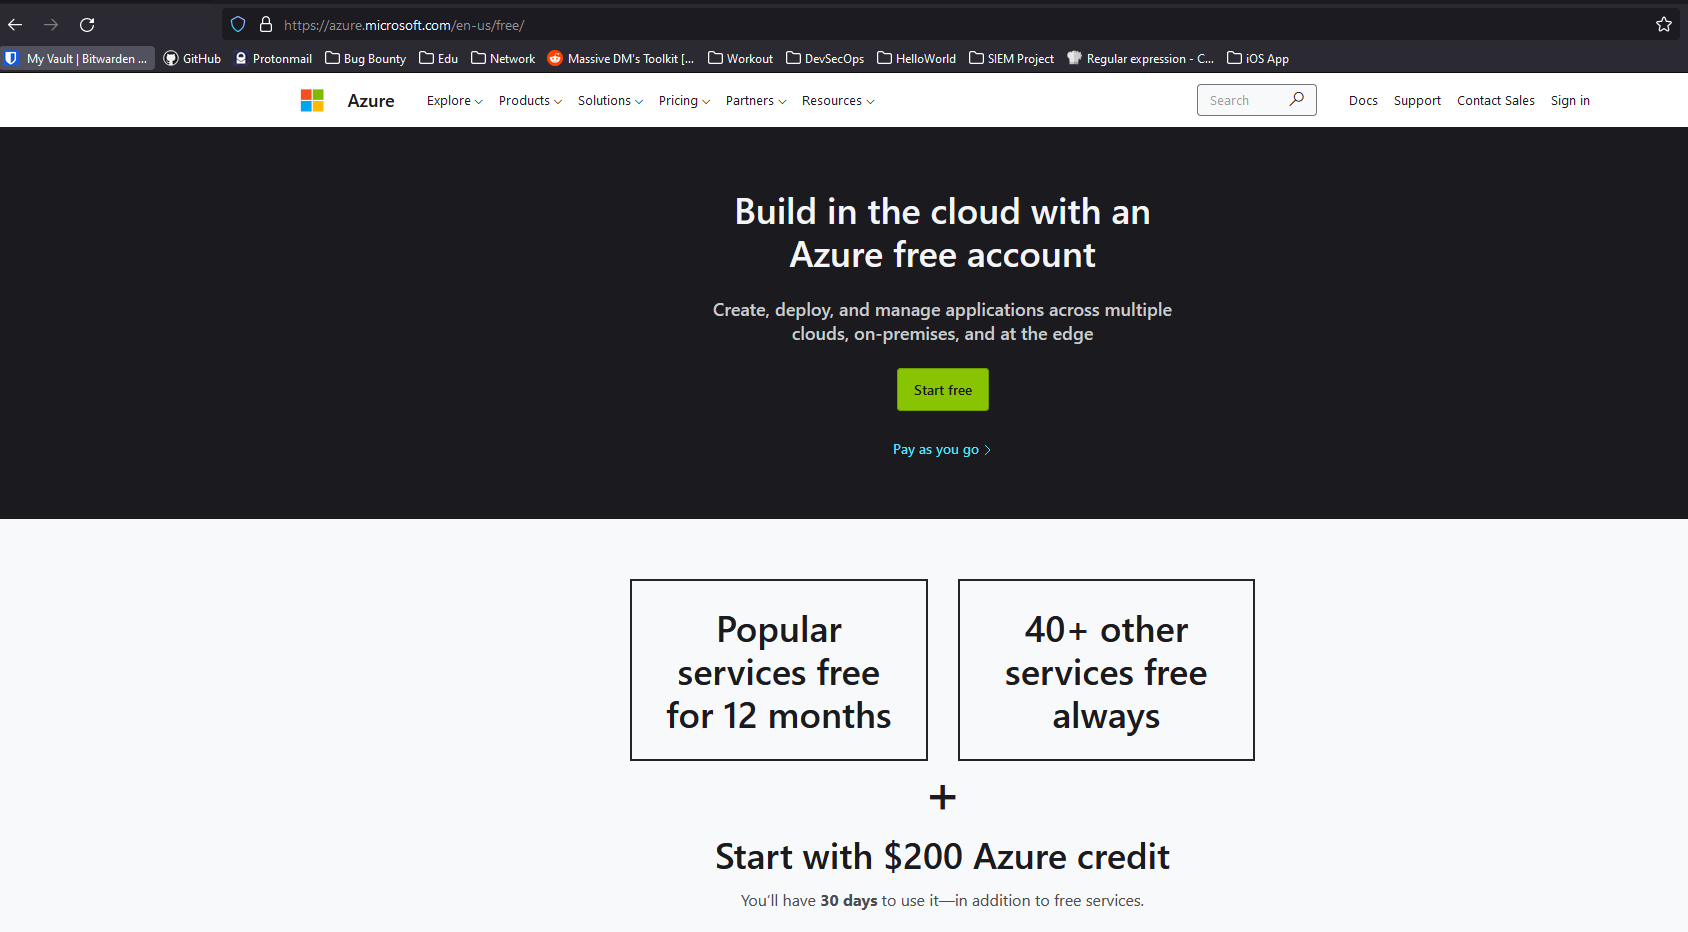 https://azure.microsoft.com/en-us/free/
My Vault | Bitwarden ... GitHub Protonmail Bug Bounty Edu Network Massive DM's Toolkit [... Workout DevSecOps HelloWorld SIEM Project Regular expression - C... iOS App
Azure Explore Products Solutions Pricing Partners Resources Search Docs Support Contact Sales Sign in
Build in the cloud with an
Azure free account
Create, deploy, and manage applications across multiple
clouds, on-premises, and at the edge
Start free
Pay as you go
Popular
services free
for 12 months
40+ other
services free
always
+
Start with $200 Azure credit
You'll have 30 days to use it—in addition to free services.